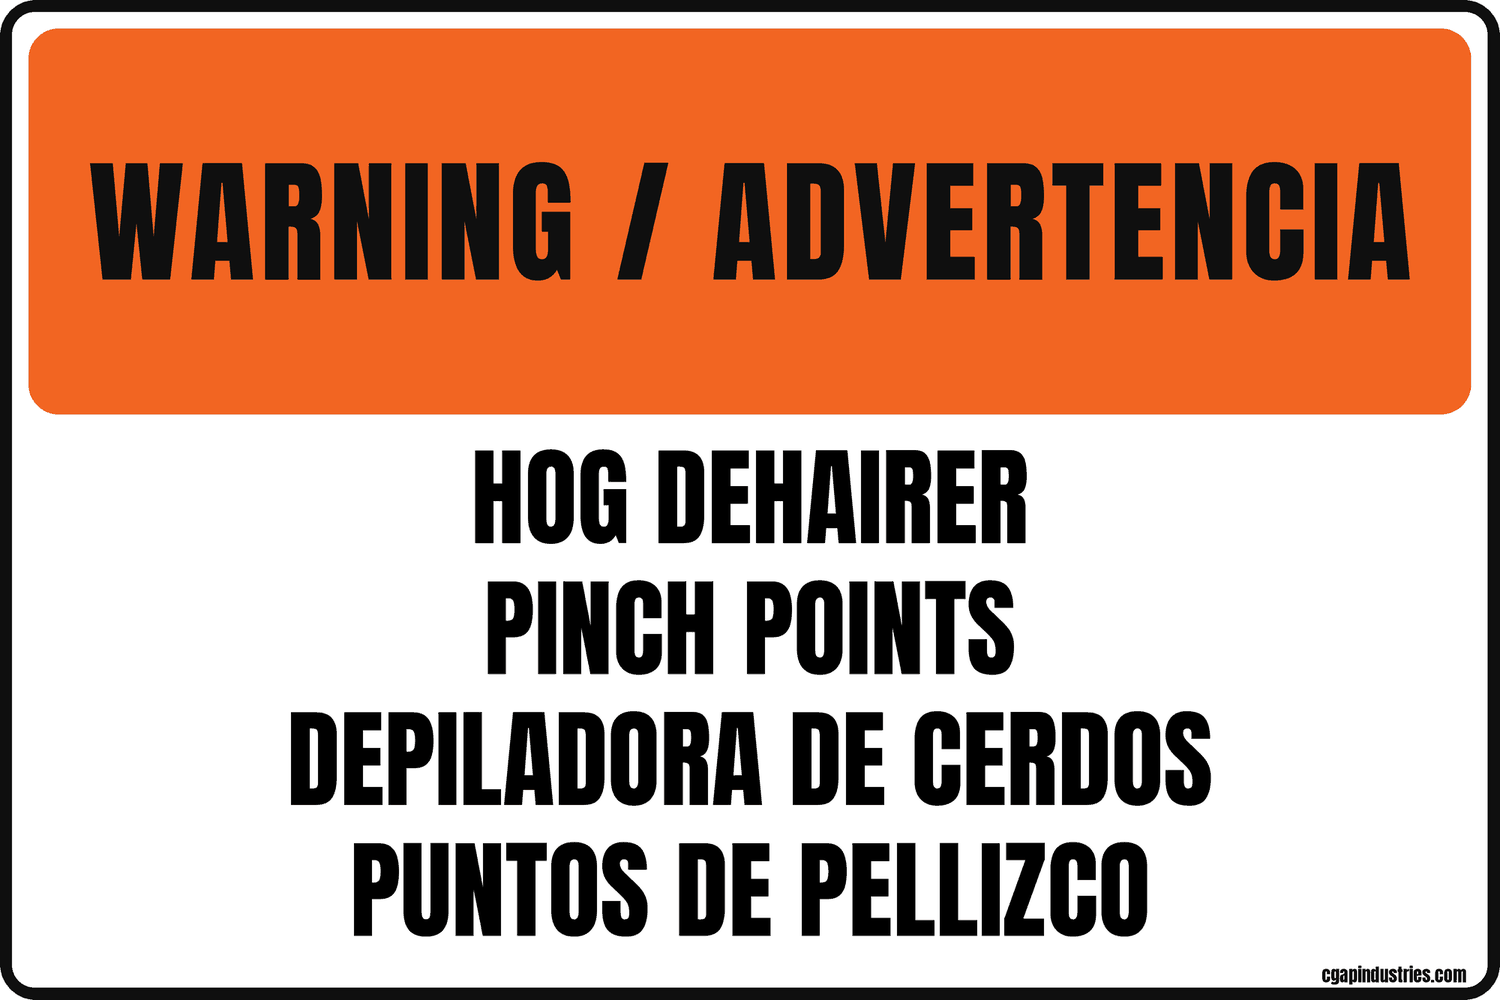 WARNING / ADVERTENCIA
HOG DEHAIRER
PINCH POINTS
DEPILADORA DE CERDOS
PUNTOS DE PELLIZCO
cgapindustries.com